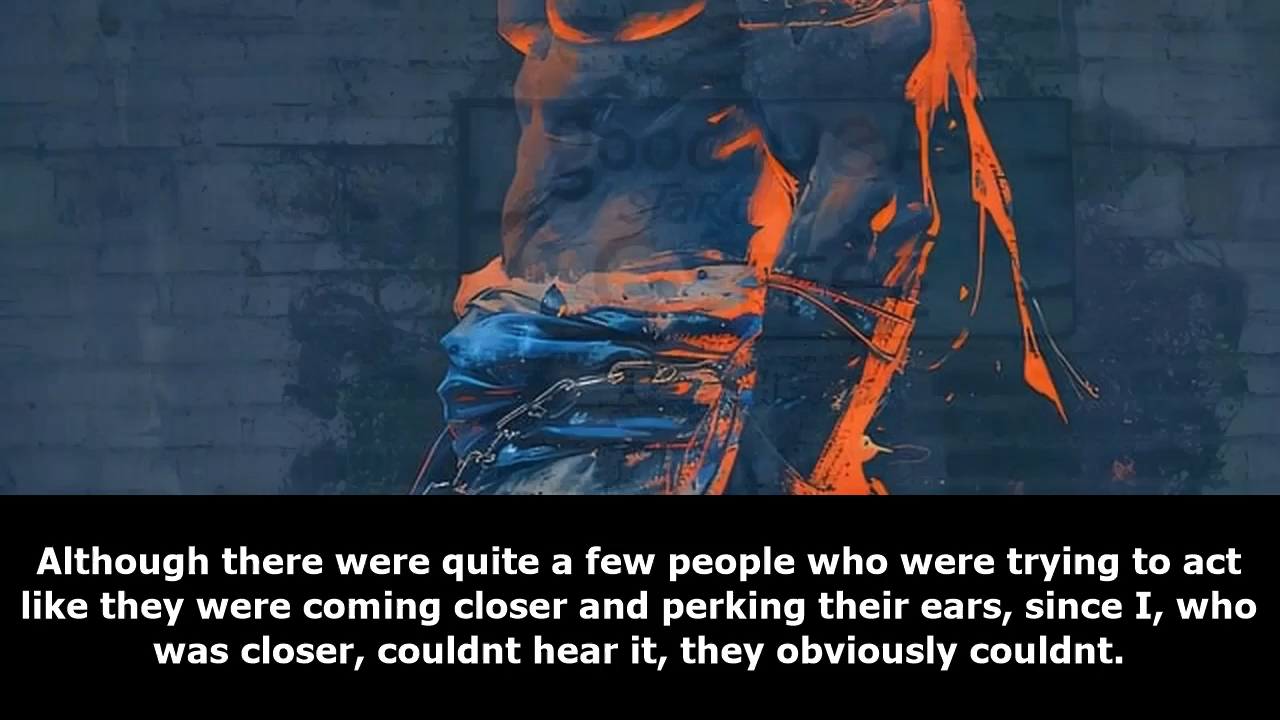 Although there were quite a few people who were trying to act
like they were coming closer and perking their ears, since I, who
was closer, couldnt hear it, they obviously couldnt.